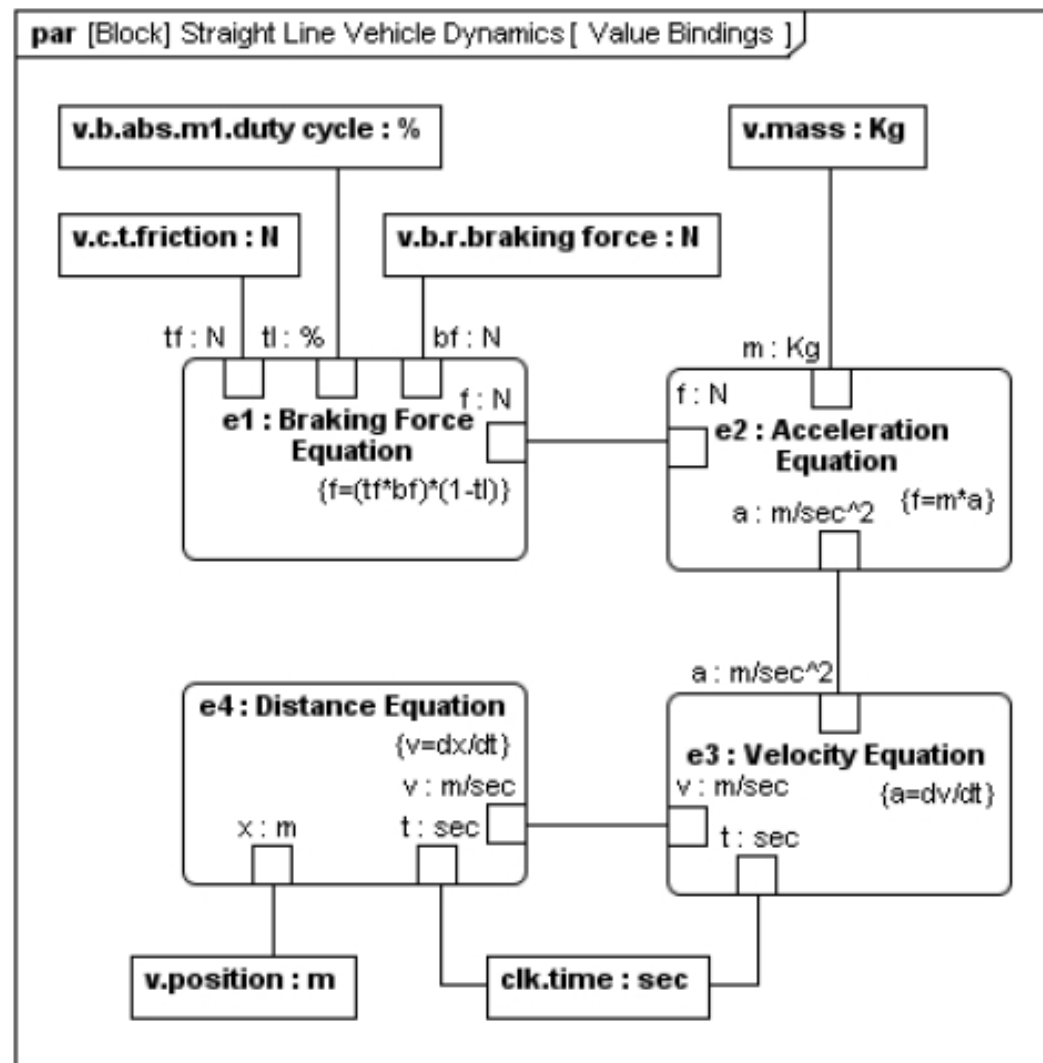 par [Block] Straight Line Vehicle Dynamics [ Value Bindings ]
v.b.abs.m1.duty cycle : %
v.mass : Kg
v.c.t.friction : N
v.b.r.braking force : N
tf : N
tl : %
bf : N
m : Kg
f : N
e1 : Braking Force
Equation
{f=(tf*bf)*(1-tl)}
f : N
e2 : Acceleration
Equation
{f=m*a}
a : m/sec^2
a : m/sec^2
e4 : Distance Equation
{v=dx/dt}
v : m/sec
x : m
t : sec
e3 : Velocity Equation
{a=dv/dt}
v : m/sec
t : sec
v.position : m
clk.time : sec